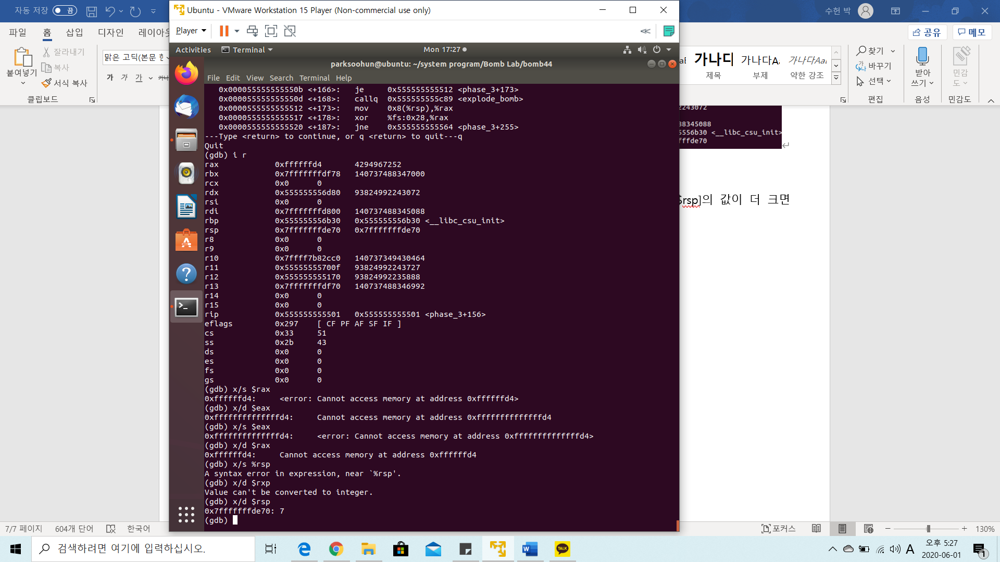 자동 저장 끔
수헌 박
파일 홈 삽입 디자인 레이아웃
공유 메모
붙여넣기
잘라내기
복사
서식 복사
클립보드
맑은 고딕(본문 한
가 가 가
가나디 제목
가나다A 부제
가나다Aa 약한 강조
찾기
바꾸기
선택
편집
받아
쓰기
음성
민감
도
민감도
Ubuntu - VMware Workstation 15 Player (Non-commercial use only)
Player
Activities Terminal Mon 17:27
parksoohun@ubuntu: ~/system program/Bomb Lab/bomb44
File Edit View Search Terminal Help
0x000055555555550b <+166>: je 0x555555555512 <phase_3+173>
0x000055555555550d <+168>: callq 0x555555555c89 <explode_bomb>
0x0000555555555512 <+173>: mov 0x8(%rsp),%rax
0x0000555555555517 <+178>: xor %fs:0x28,%rax
0x0000555555555520 <+187>: jne 0x555555555564 <phase_3+255>
---Type <return> to continue, or q <return> to quit---q
Quit
(gdb) i r
rax 0xffffffd4 4294967252
rbx 0x7fffffffdf78 140737488347000
rcx 0x0 0
rdx 0x555555556d80 93824992243072
rsi 0x0 0
rdi 0x7fffffffd800 140737488345088
rbp 0x555555556b30 0x555555556b30 <__libc_csu_init>
rsp 0x7fffffffde70 0x7fffffffde70
r8 0x0 0
r9 0x0 0
r10 0x7ffff7b82cc0 140737349430464
r11 0x55555555700f 93824992243727
r12 0x555555555170 93824992235888
r13 0x7fffffffdf70 140737488346992
r14 0x0 0
r15 0x0 0
rip 0x555555555501 0x555555555501 <phase_3+156>
eflags 0x297 [ CF PF AF SF IF ]
cs 0x33 51
ss 0x2b 43
ds 0x0 0
es 0x0 0
fs 0x0 0
gs 0x0 0
(gdb) x/s $rax
0xffffffd4: <error: Cannot access memory at address 0xffffffd4>
(gdb) x/d $eax
0xffffffffffffffd4: Cannot access memory at address 0xffffffffffffffd4
(gdb) x/s $eax
0xffffffffffffffd4: <error: Cannot access memory at address 0xffffffffffffffd4>
(gdb) x/d $rax
0xffffffd4: Cannot access memory at address 0xffffffd4
(gdb) x/s %rsp
A syntax error in expression, near `%rsp'.
(gdb) x/d $rxp
Value can't be converted to integer.
(gdb) x/d $rsp
0x7fffffffde70: 7
(gdb)
2243072
88345088
5556b30 <__libc_csu_init>
fffde70
$rsp]의 값이 더 크면
7/7 페이지 604개 단어 한국어
포커스 130%
검색하려면 여기에 입력하십시오.
TALK
A
오후 5:27
2020-06-01
1